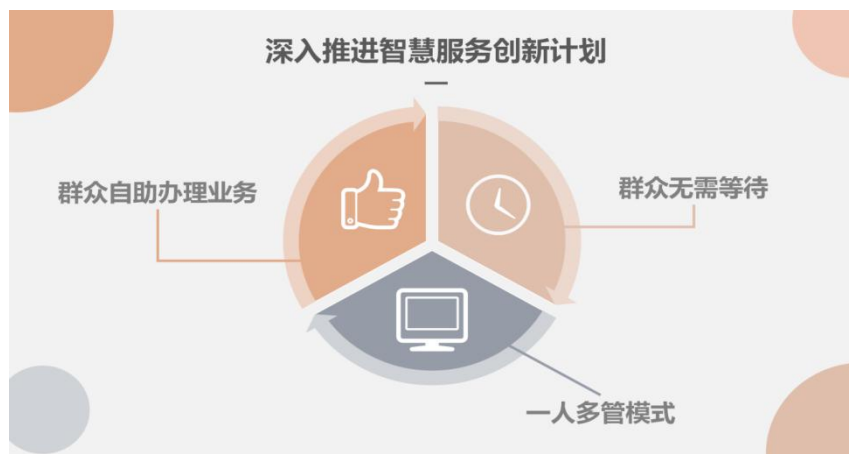 深入推进智慧服务创新计划
群众自助办理业务
群众无需等待
一人多管模式